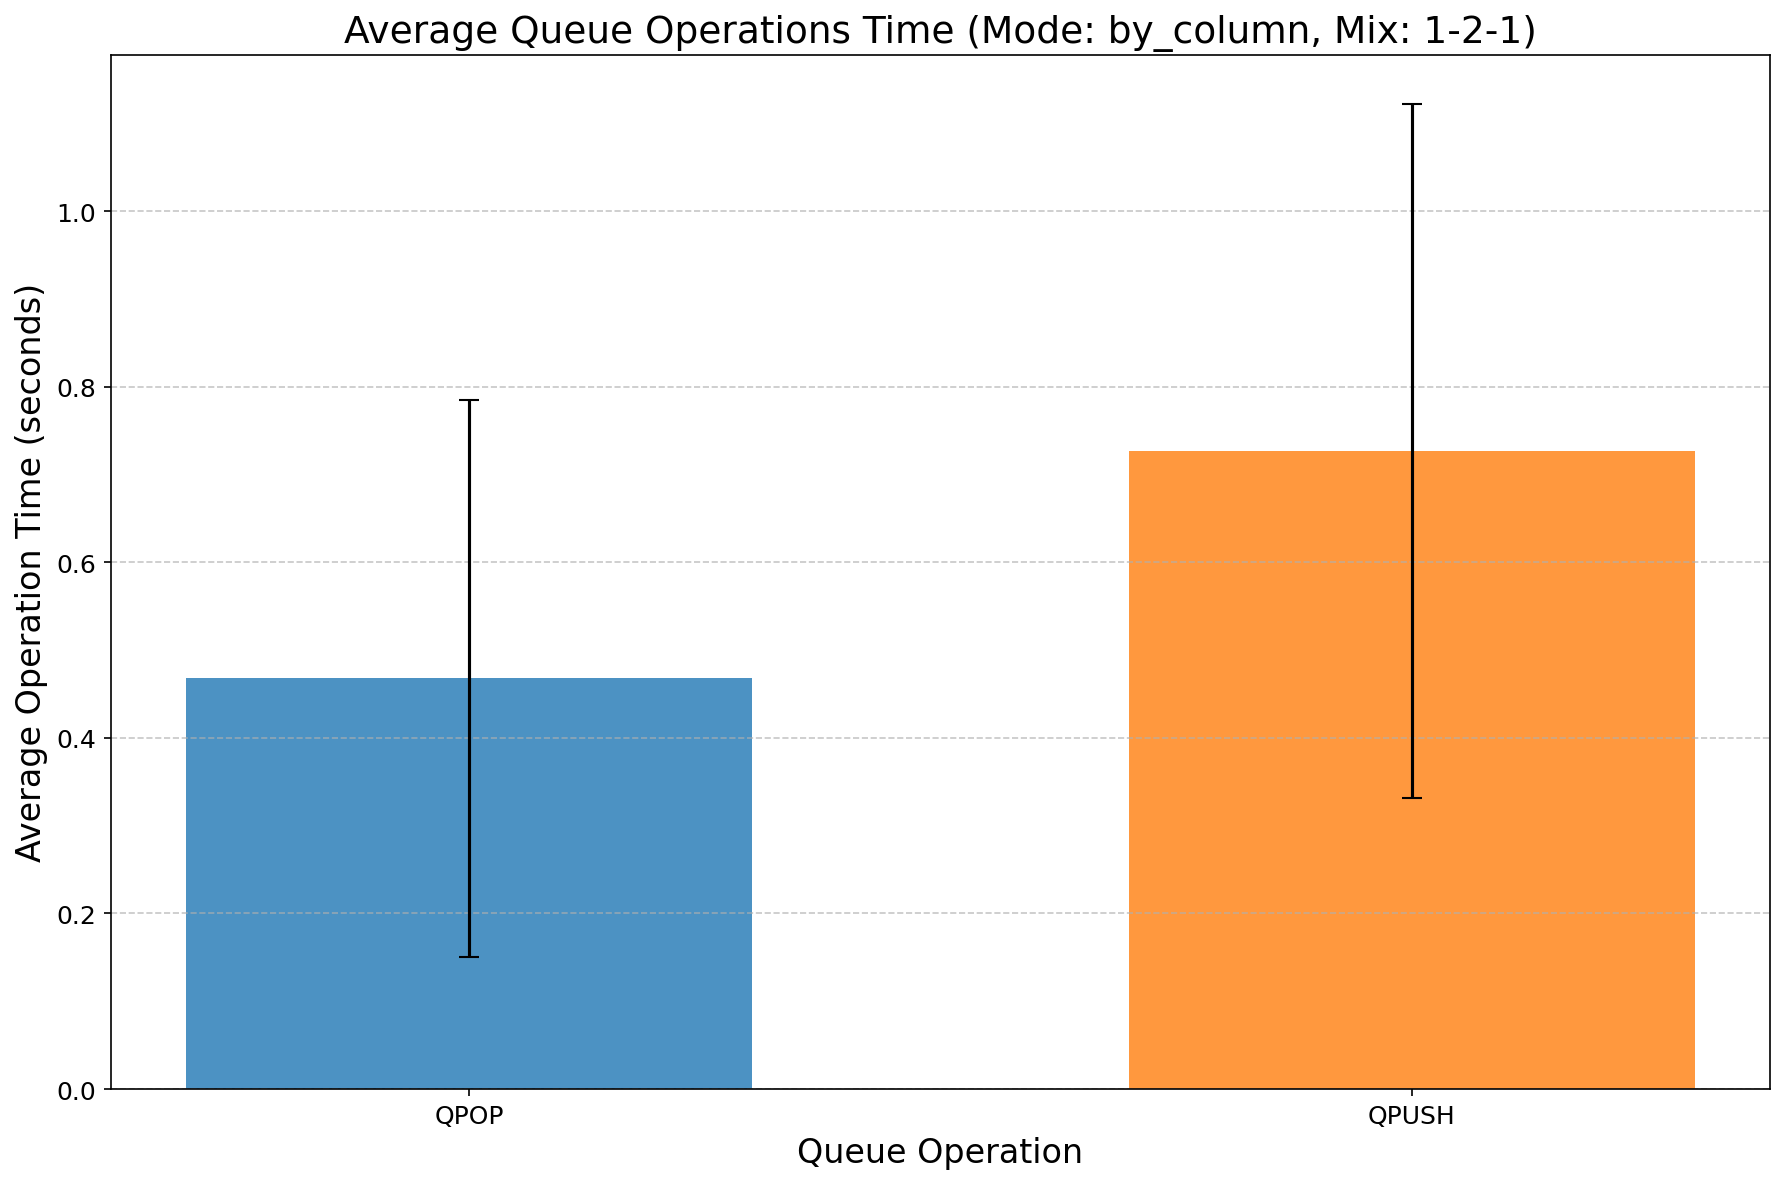 Average Queue Operations Time (Mode: by_column, Mix: 1-2-1)
Average Operation Time (seconds)
1.0
0.8
0.6
0.4
0.2
0.0
QPOP
QPUSH
Queue Operation